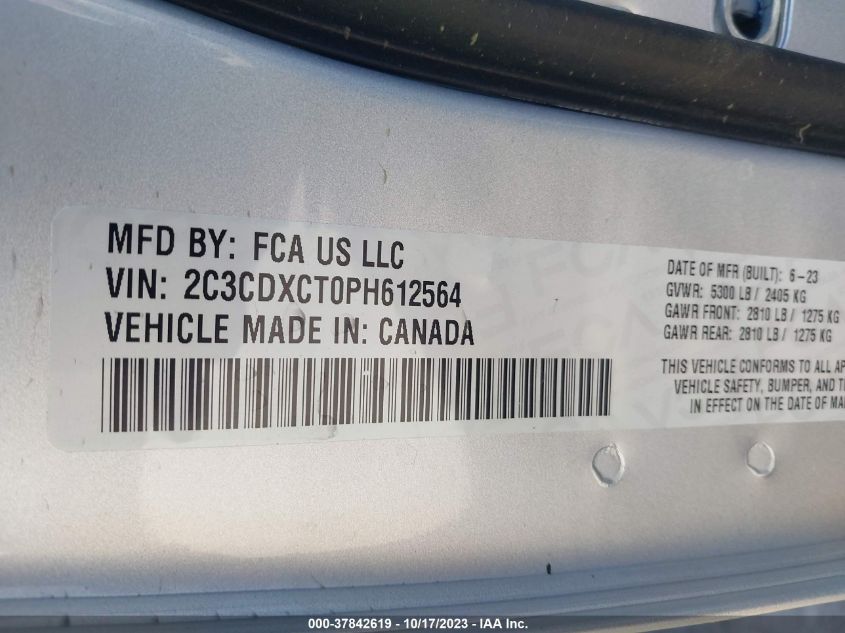 MFD BY: FCA US LLC
VIN: 2C3CDXCT0PH612564
VEHICLE MADE IN: CANADA
DATE OF MFR (BUILT): 6-23
GVWR: 5300 LB / 2405 KG
GAWR FRONT: 2810 LB / 1275 KG
GAWR REAR: 2810 LB / 1275 KG
THIS VEHICLE CONFORMS TO ALL AP
VEHICLE SAFETY, BUMPER, AND T
IN EFFECT ON THE DATE OF MA
000-37842619 - 10/17/2023 - IAA Inc.